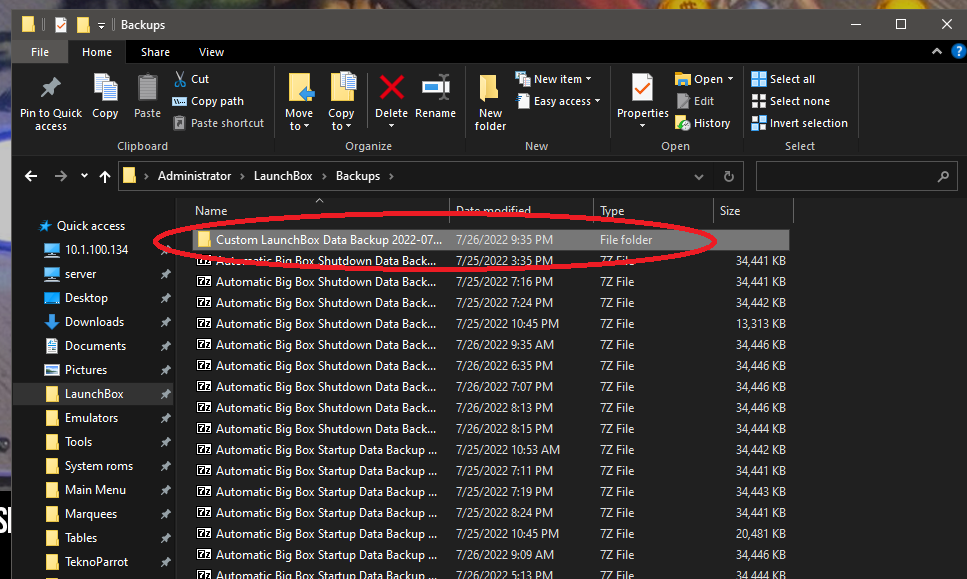 Backups
File Home Share View
Pin to Quick access
Copy
Paste
Cut
Copy path
Paste shortcut
Clipboard
Move to
Copy to
Delete
Rename
Organize
New folder
New item
Easy access
New
Properties
Open
Edit
History
Open
Select all
Select none
Invert selection
Select
Administrator LaunchBox Backups
Quick access
10.1.100.134
server
Desktop
Downloads
Documents
Pictures
LaunchBox
Emulators
Tools
System roms
Main Menu
Marquees
Tables
TeknoParrot
Name Date modified Type Size
Custom LaunchBox Data Backup 2022-07... 7/26/2022 9:35 PM File folder
Automatic Big Box Shutdown Data Back... 7/25/2022 3:35 PM 7Z File 34,441 KB
Automatic Big Box Shutdown Data Back... 7/25/2022 7:16 PM 7Z File 34,441 KB
Automatic Big Box Shutdown Data Back... 7/25/2022 7:24 PM 7Z File 34,442 KB
Automatic Big Box Shutdown Data Back... 7/25/2022 10:45 PM 7Z File 13,313 KB
Automatic Big Box Shutdown Data Back... 7/26/2022 9:35 AM 7Z File 34,446 KB
Automatic Big Box Shutdown Data Back... 7/26/2022 6:35 PM 7Z File 34,446 KB
Automatic Big Box Shutdown Data Back... 7/26/2022 7:07 PM 7Z File 34,446 KB
Automatic Big Box Shutdown Data Back... 7/26/2022 8:13 PM 7Z File 34,446 KB
Automatic Big Box Shutdown Data Back... 7/26/2022 8:15 PM 7Z File 34,444 KB
Automatic Big Box Startup Data Backup ... 7/25/2022 10:53 AM 7Z File 34,442 KB
Automatic Big Box Startup Data Backup ... 7/25/2022 7:11 PM 7Z File 34,441 KB
Automatic Big Box Startup Data Backup ... 7/25/2022 7:19 PM 7Z File 34,443 KB
Automatic Big Box Startup Data Backup ... 7/25/2022 8:24 PM 7Z File 34,441 KB
Automatic Big Box Startup Data Backup ... 7/25/2022 10:45 PM 7Z File 20,481 KB
Automatic Big Box Startup Data Backup ... 7/26/2022 9:09 AM 7Z File 34,446 KB
Automatic Big Box Startup Data Backup ... 7/26/2022 5:13 PM 7Z File 34,444 KB